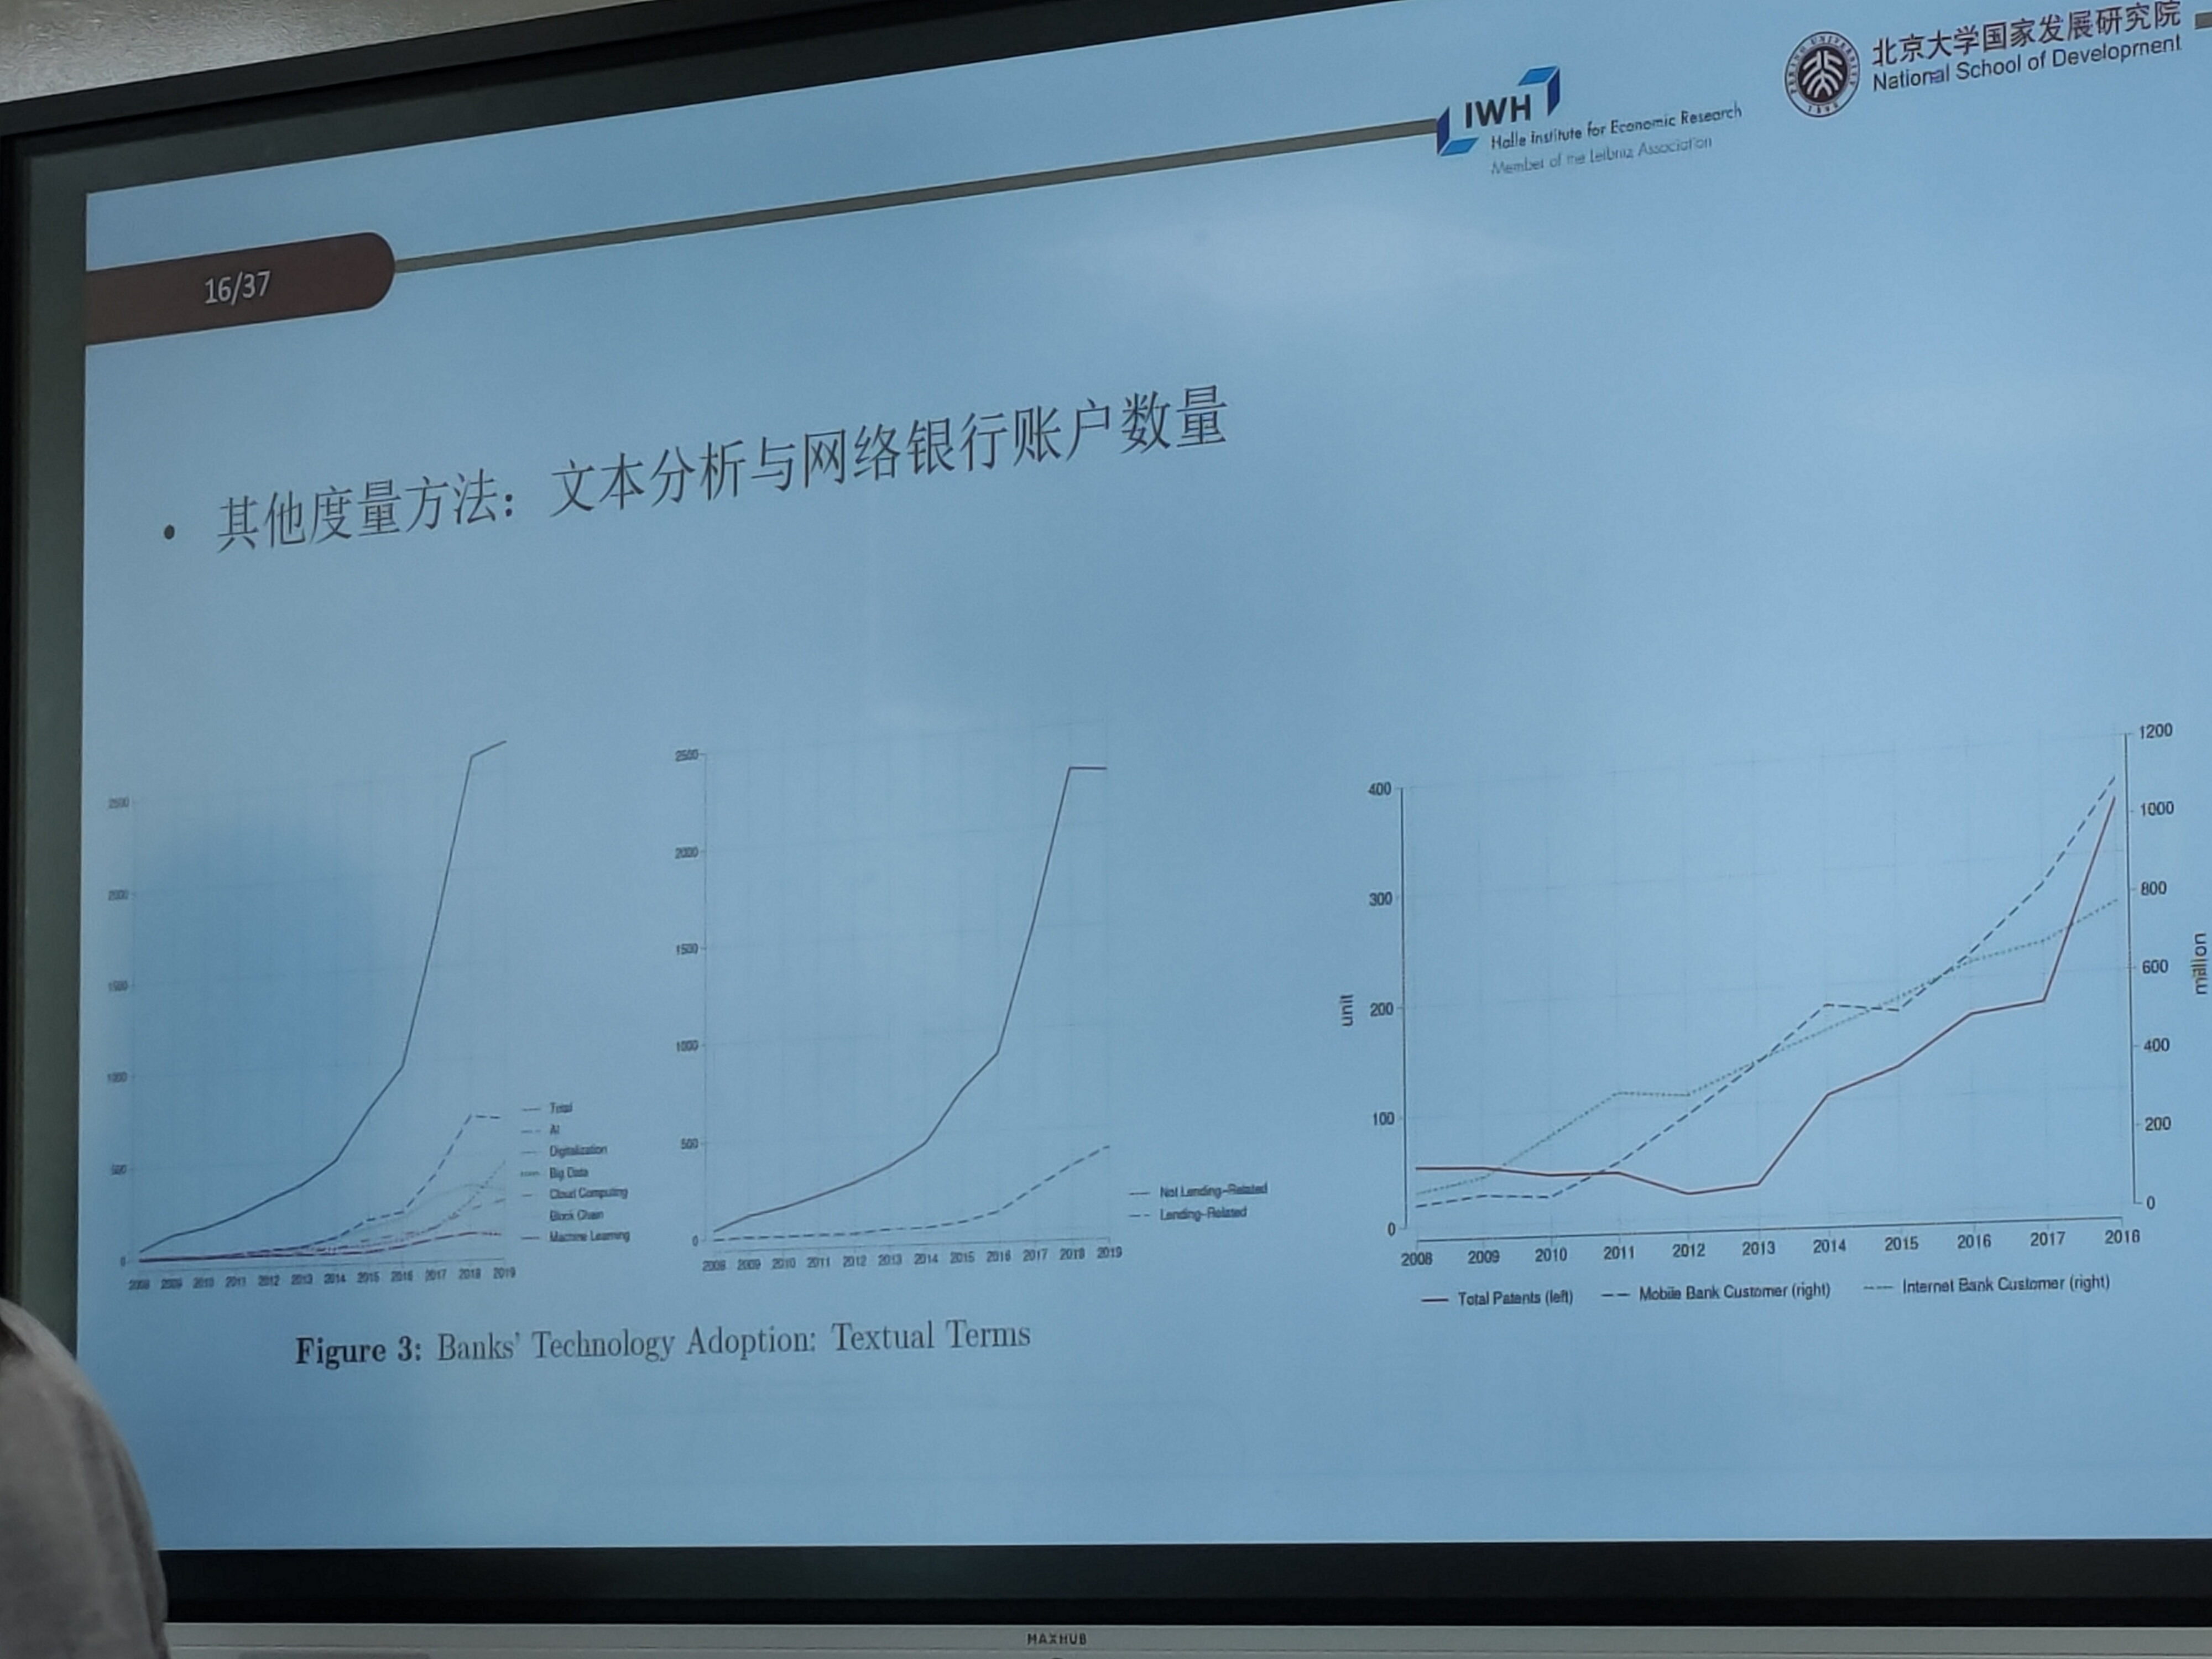 北京大学国家发展研究院
National School of Development
IWH
Halle Institute for Economic Research
Member of the Leibniz Association
16/37
• 其他度量方法：文本分析与网络银行账户数量
2500
2000
1500
1000
500
0
2008 2009 2010 2011 2012 2013 2014 2015 2016 2017 2018 2019
Total
AI
Digitalization
Big Data
Cloud Computing
Block Chain
Machine Learning
2500
2000
1500
1000
500
0
2008 2009 2010 2011 2012 2013 2014 2015 2016 2017 2018 2019
Not Lending-Related
Lending-Related
Figure 3: Banks' Technology Adoption: Textual Terms
unit
400
300
200
100
0
1200
1000
800
600
400
200
0
million
2008 2009 2010 2011 2012 2013 2014 2015 2016 2017 2018
Total Patents (left) Mobile Bank Customer (right) Internet Bank Customer (right)
MAXHUB